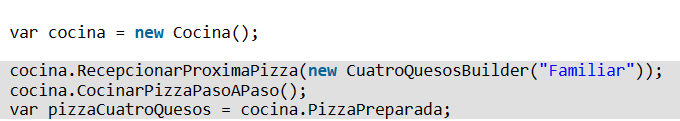 var cocina = new Cocina();
cocina.RecepcionarProximaPizza(new CuatroQuesosBuilder("Familiar"));
cocina.CocinarPizzaPasoAPaso();
var pizzaCuatroQuesos = cocina.PizzaPreparada;